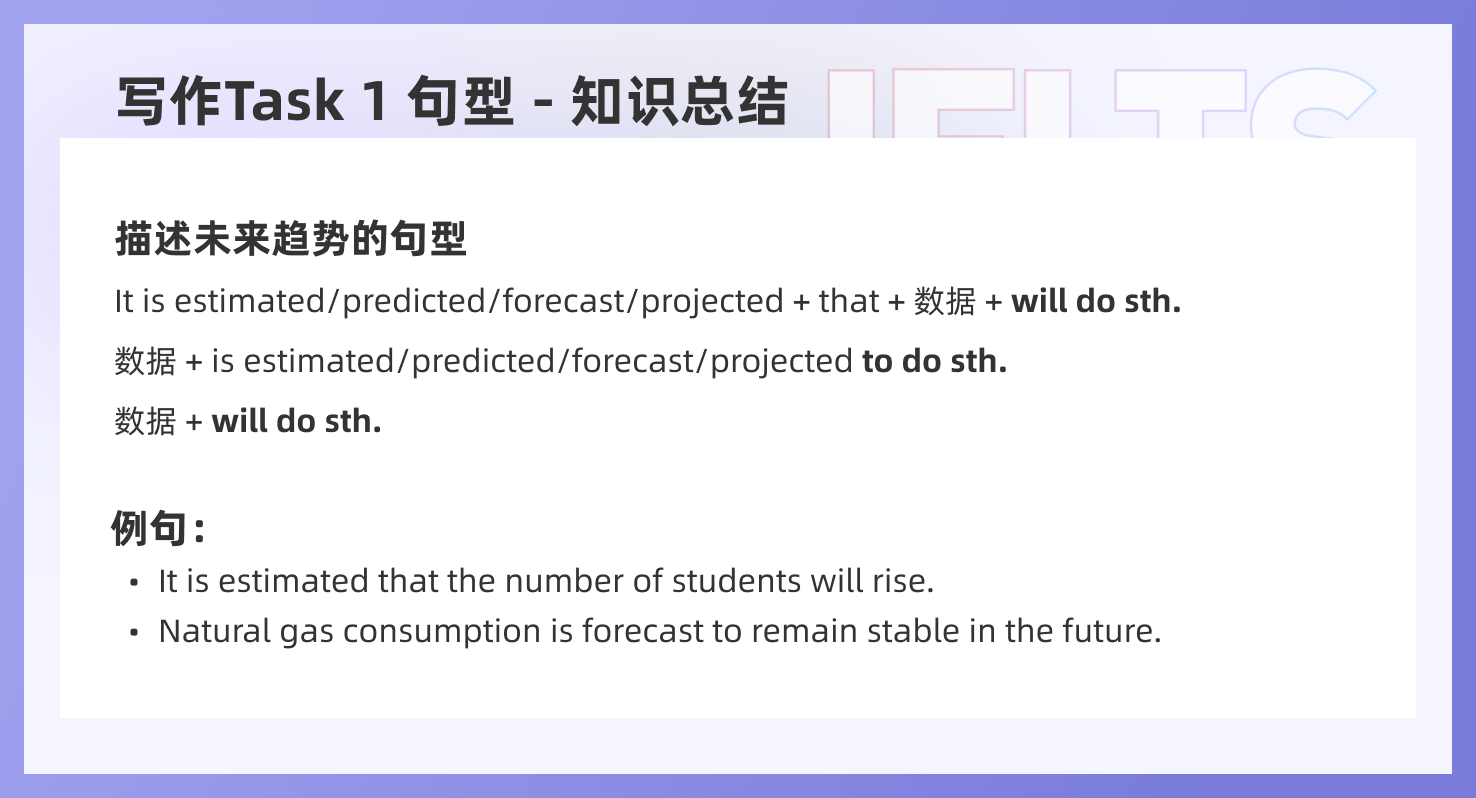 写作Task 1 句型 - 知识总结
IELTS
描述未来趋势的句型
It is estimated/predicted/forecast/projected + that + 数据 + will do sth.
数据 + is estimated/predicted/forecast/projected to do sth.
数据 + will do sth.
例句：
• It is estimated that the number of students will rise.
• Natural gas consumption is forecast to remain stable in the future.